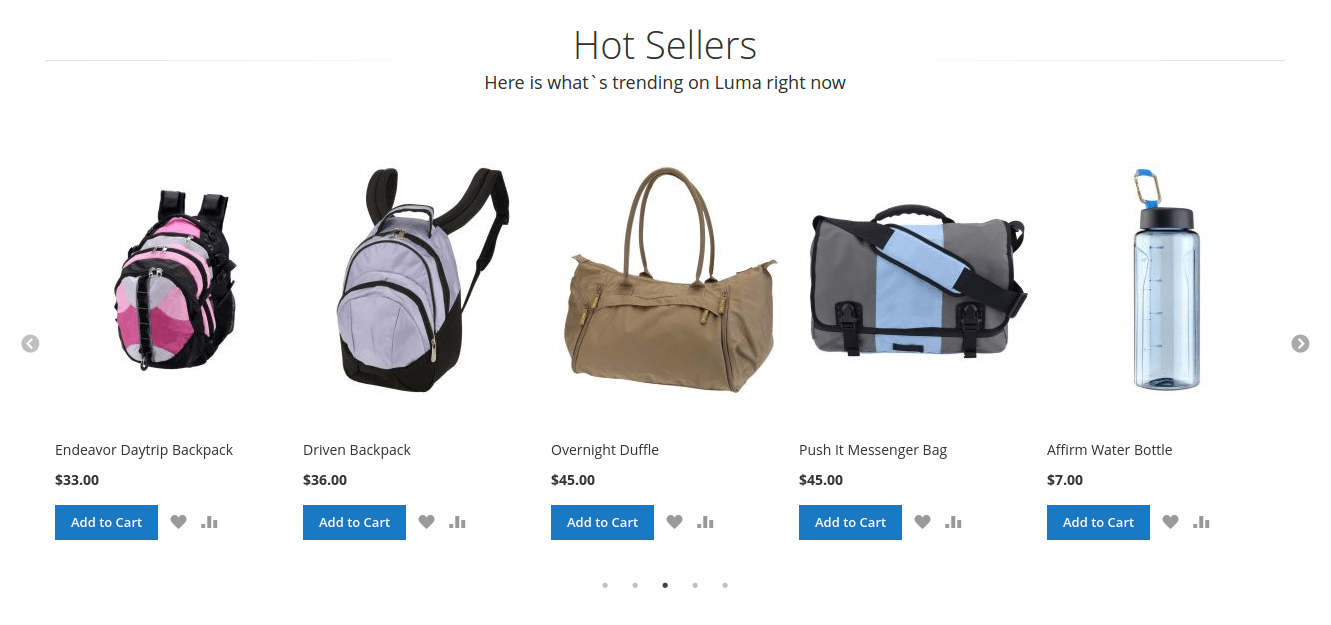 Hot Sellers
Here is what`s trending on Luma right now
Endeavor Daytrip Backpack
$33.00
Add to Cart
Driven Backpack
$36.00
Add to Cart
Overnight Duffle
$45.00
Add to Cart
Push It Messenger Bag
$45.00
Add to Cart
Affirm Water Bottle
$7.00
Add to Cart